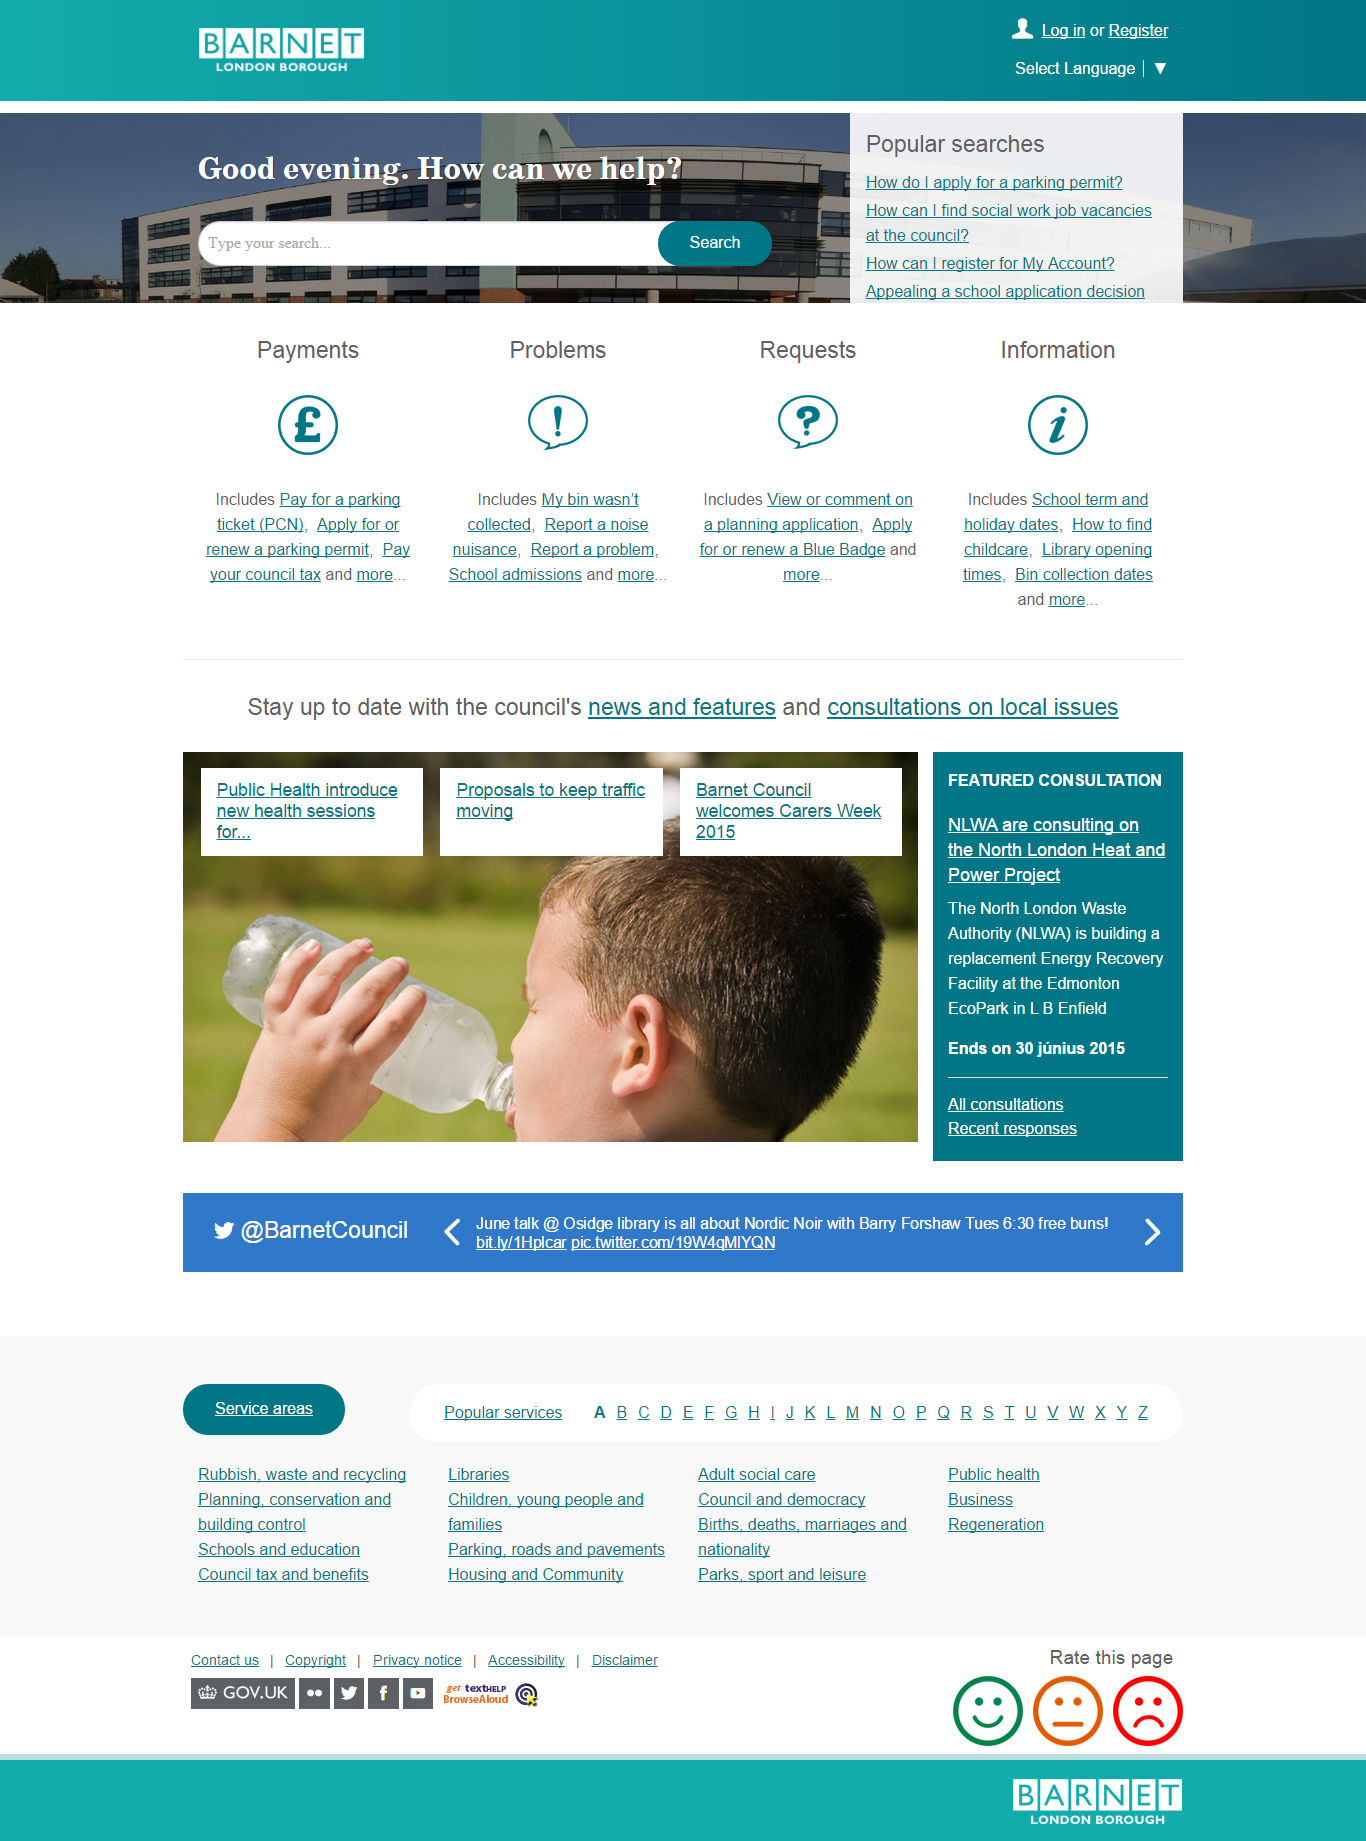 BARNET
LONDON BOROUGH
Log in or Register
Select Language ▼
Good evening. How can we help?
Type your search...
Search
Popular searches
How do I apply for a parking permit?
How can I find social work job vacancies
at the council?
How can I register for My Account?
Appealing a school application decision
Payments
£
Includes Pay for a parking
ticket (PCN), Apply for or
renew a parking permit, Pay
your council tax and more...
Problems
!
Includes My bin wasn’t
collected, Report a noise
nuisance, Report a problem,
School admissions and more...
Requests
?
Includes View or comment on
a planning application, Apply
for or renew a Blue Badge and
more...
Information
i
Includes School term and
holiday dates, How to find
childcare, Library opening
times, Bin collection dates
and more...
Stay up to date with the council's news and features and consultations on local issues
Public Health introduce
new health sessions
for...
Proposals to keep traffic
moving
Barnet Council
welcomes Carers Week
2015
FEATURED CONSULTATION
NLWA are consulting on
the North London Heat and
Power Project
The North London Waste
Authority (NLWA) is building a
replacement Energy Recovery
Facility at the Edmonton
EcoPark in L B Enfield
Ends on 30 június 2015
All consultations
Recent responses
@BarnetCouncil
June talk @ Osidge library is all about Nordic Noir with Barry Forshaw Tues 6:30 free buns!
bit.ly/1Hplcar pic.twitter.com/19W4qMlYQN
Service areas
Popular services A B C D E F G H I J K L M N O P Q R S T U V W X Y Z
Rubbish, waste and recycling
Planning, conservation and
building control
Schools and education
Council tax and benefits
Libraries
Children, young people and
families
Parking, roads and pavements
Housing and Community
Adult social care
Council and democracy
Births, deaths, marriages and
nationality
Parks, sport and leisure
Public health
Business
Regeneration
Contact us | Copyright | Privacy notice | Accessibility | Disclaimer
GOV.UK
get textHELP
BrowseAloud
Rate this page
BARNET
LONDON BOROUGH